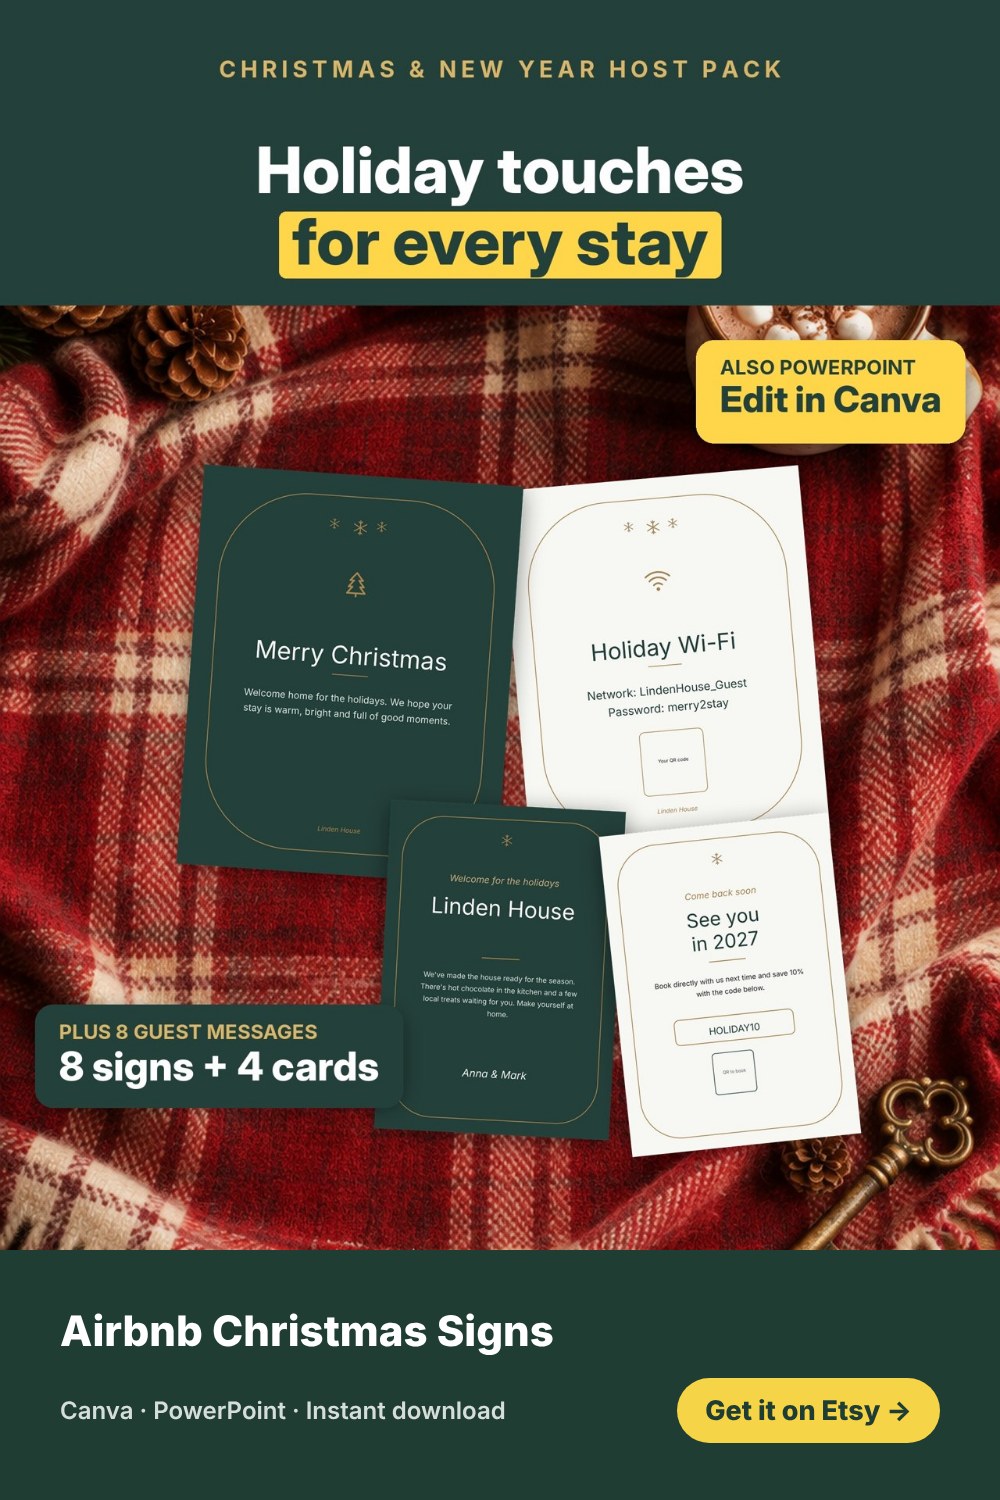 CHRISTMAS & NEW YEAR HOST PACK
Holiday touches
for every stay
ALSO POWERPOINT
Edit in Canva
Merry Christmas
Welcome home for the holidays. We hope your
stay is warm, bright and full of good moments.
Linden House
Holiday Wi-Fi
Network: LindenHouse_Guest
Password: merry2stay
Your QR code
Linden House
Welcome for the holidays
Linden House
We've made the house ready for the season.
There's hot chocolate in the kitchen and a few
local treats waiting for you. Make yourself at
home.
Anna & Mark
Come back soon
See you
in 2027
Book directly with us next time and save 10%
with the code below.
HOLIDAY10
QR to book
PLUS 8 GUEST MESSAGES
8 signs + 4 cards
Airbnb Christmas Signs
Canva · PowerPoint · Instant download
Get it on Etsy →